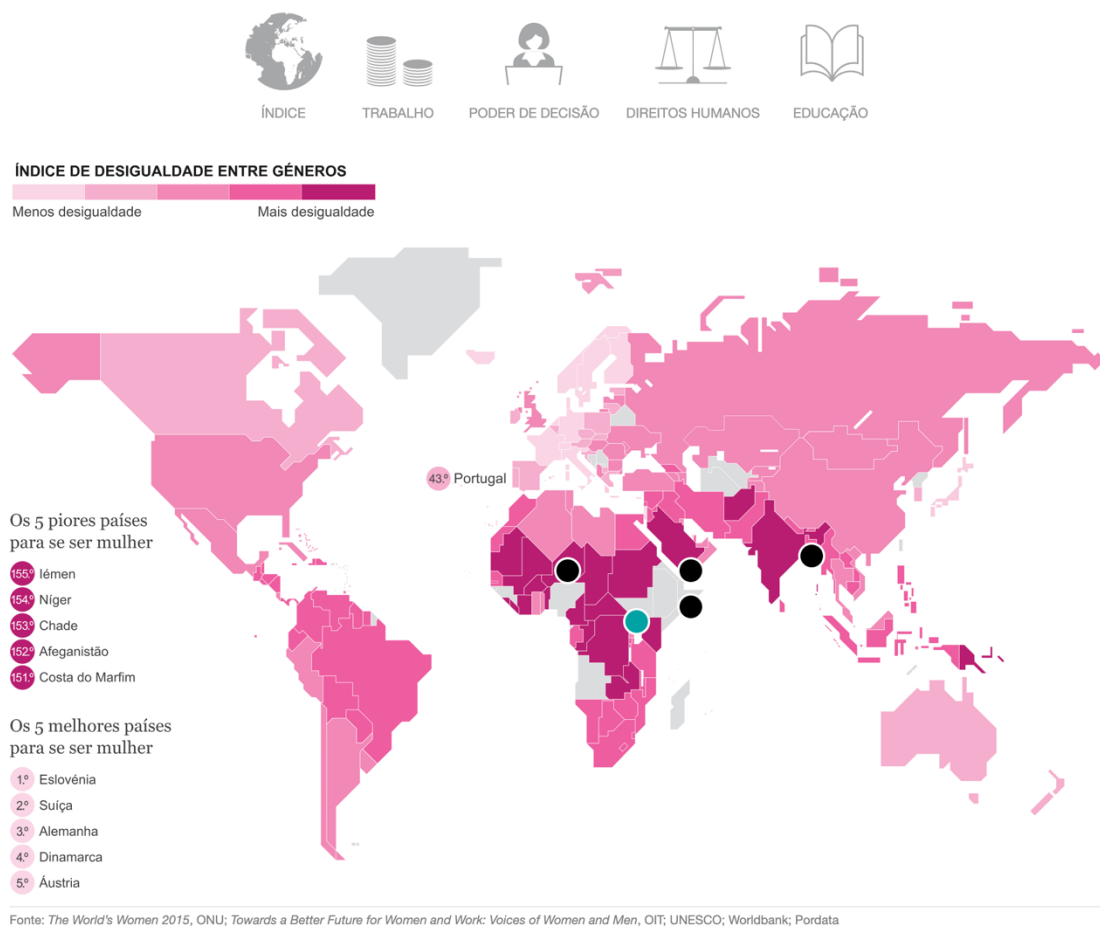 ÍNDICE
TRABALHO
PODER DE DECISÃO
DIREITOS HUMANOS
EDUCAÇÃO
ÍNDICE DE DESIGUALDADE ENTRE GÉNEROS
Menos desigualdade
Mais desigualdade
43.º Portugal
Os 5 piores países
para se ser mulher
155.º Iémen
154.º Níger
153.º Chade
152.º Afeganistão
151.º Costa do Marfim
Os 5 melhores países
para se ser mulher
1.º Eslovénia
2.º Suíça
3.º Alemanha
4.º Dinamarca
5.º Áustria
Fonte: The World's Women 2015, ONU; Towards a Better Future for Women and Work: Voices of Women and Men, OIT; UNESCO; Worldbank; Pordata